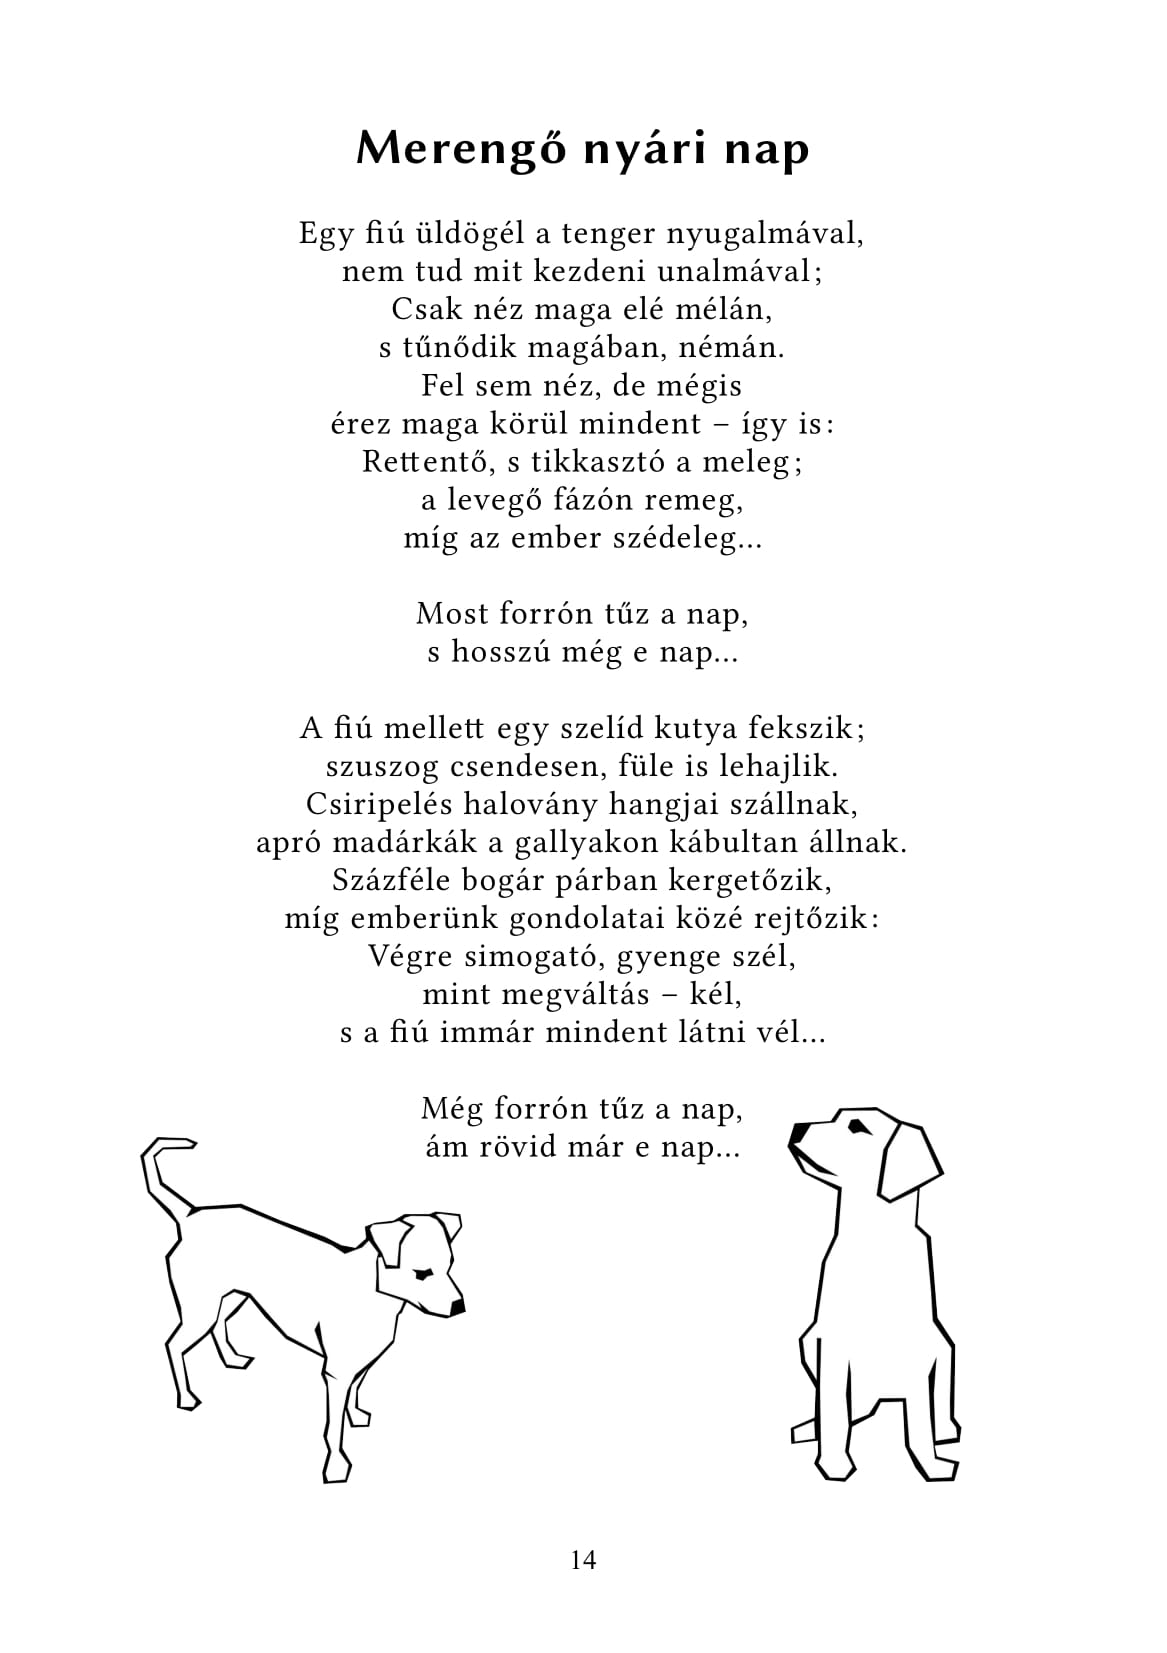 Merengő nyári nap
Egy fiú üldögél a tenger nyugalmával,
nem tud mit kezdeni unalmával;
Csak néz maga elé mélán,
s tűnődik magában, némán.
Fel sem néz, de mégis
érez maga körül mindent – így is:
Rettentő, s tikkasztó a meleg;
a levegő fázón remeg,
míg az ember szédeleg...
Most forrón tűz a nap,
s hosszú még e nap...
A fiú mellett egy szelíd kutya fekszik;
szuszog csendesen, füle is lehajlik.
Csiripelés halovány hangjai szállnak,
apró madárkák a gallyakon kábultan állnak.
Százféle bogár párban kergetőzik,
míg emberünk gondolatai közé rejtőzik:
Végre simogató, gyenge szél,
mint megváltás – kél,
s a fiú immár mindent látni vél...
Még forrón tűz a nap,
ám rövid már e nap...
14